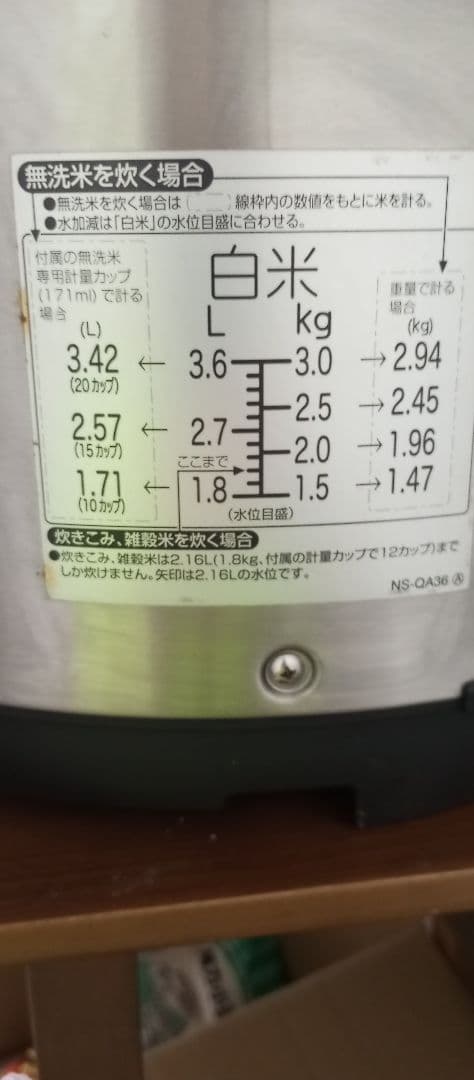 無洗米を炊く場合
●無洗米を炊く場合は〔 〕線枠内の数値をもとに米を計る。
●水加減は「白米」の水位目盛に合わせる。
付属の無洗米
専用計量カップ
(171ml)で計る
場合
(L)
3.42
(20カップ)
2.57
(15カップ)
1.71
(10カップ)
白米
L kg
3.6 3.0
2.5
2.7
2.0
ここまで
1.8 1.5
(水位目盛)
重量で計る
場合
(kg)
→2.94
→2.45
→1.96
→1.47
炊きこみ、雑穀米を炊く場合
●炊きこみ、雑穀米は2.16L(1.8kg、付属の計量カップで12カップ)まで
しか炊けません。矢印は2.16Lの水位です。
NS-QA36 Ⓐ